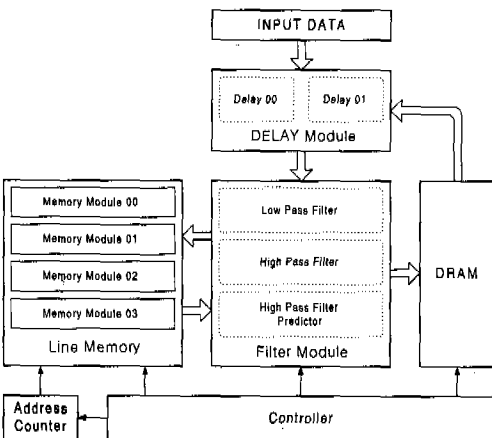 INPUT DATA
Delay 00
Delay 01
DELAY Module
Memory Module 00
Memory Module 01
Memory Module 02
Memory Module 03
Line Memory
Low Pass Filter
High Pass Filter
High Pass Filter
Predictor
Filter Module
DRAM
Address
Counter
Controller